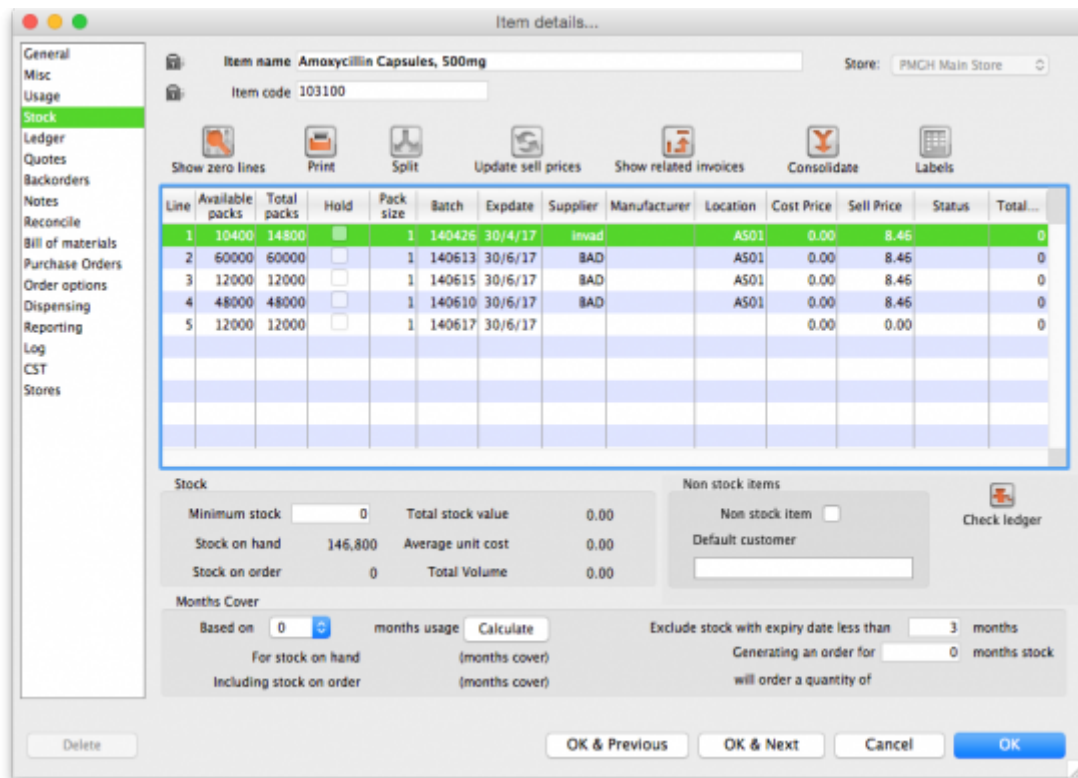 Item details...
General
Misc
Usage
Stock
Ledger
Quotes
Backorders
Notes
Reconcile
Bill of materials
Purchase Orders
Order options
Dispensing
Reporting
Log
CST
Stores
Item name Amoxycillin Capsules, 500mg Store: PMGH Main Store
Item code 103100
Show zero lines Print Split Update sell prices Show related invoices Consolidate Labels
Line Available packs Total packs Hold Pack size Batch Expdate Supplier Manufacturer Location Cost Price Sell Price Status Total...
1 10400 14800 1 140426 30/4/17 invad AS01 0.00 8.46 0
2 60000 60000 1 140613 30/6/17 BAD AS01 0.00 8.46 0
3 12000 12000 1 140615 30/6/17 BAD AS01 0.00 8.46 0
4 48000 48000 1 140610 30/6/17 BAD AS01 0.00 8.46 0
5 12000 12000 1 140617 30/6/17 0.00 0.00 0
Stock Non stock items
Minimum stock 0 Total stock value 0.00 Non stock item Check ledger
Stock on hand 146,800 Average unit cost 0.00 Default customer
Stock on order 0 Total Volume 0.00
Months Cover
Based on 0 months usage Calculate Exclude stock with expiry date less than 3 months
For stock on hand (months cover) Generating an order for 0 months stock
Including stock on order (months cover) will order a quantity of
Delete OK & Previous OK & Next Cancel OK